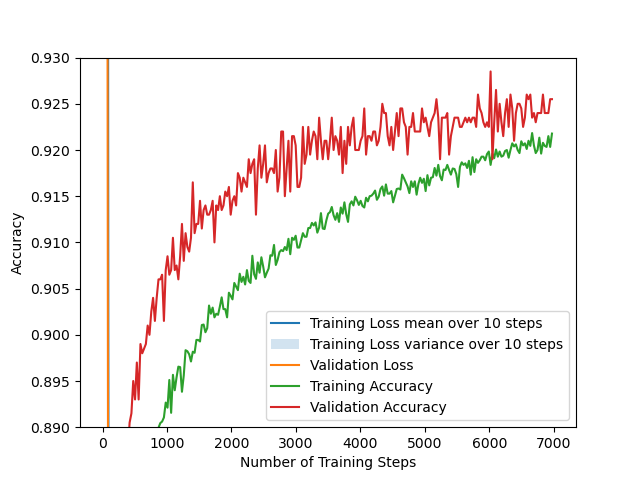 0.930
0.925
0.920
0.915
0.910
0.905
0.900
0.895
0.890
Accuracy
Training Loss mean over 10 steps
Training Loss variance over 10 steps
Validation Loss
Training Accuracy
Validation Accuracy
0 1000 2000 3000 4000 5000 6000 7000
Number of Training Steps